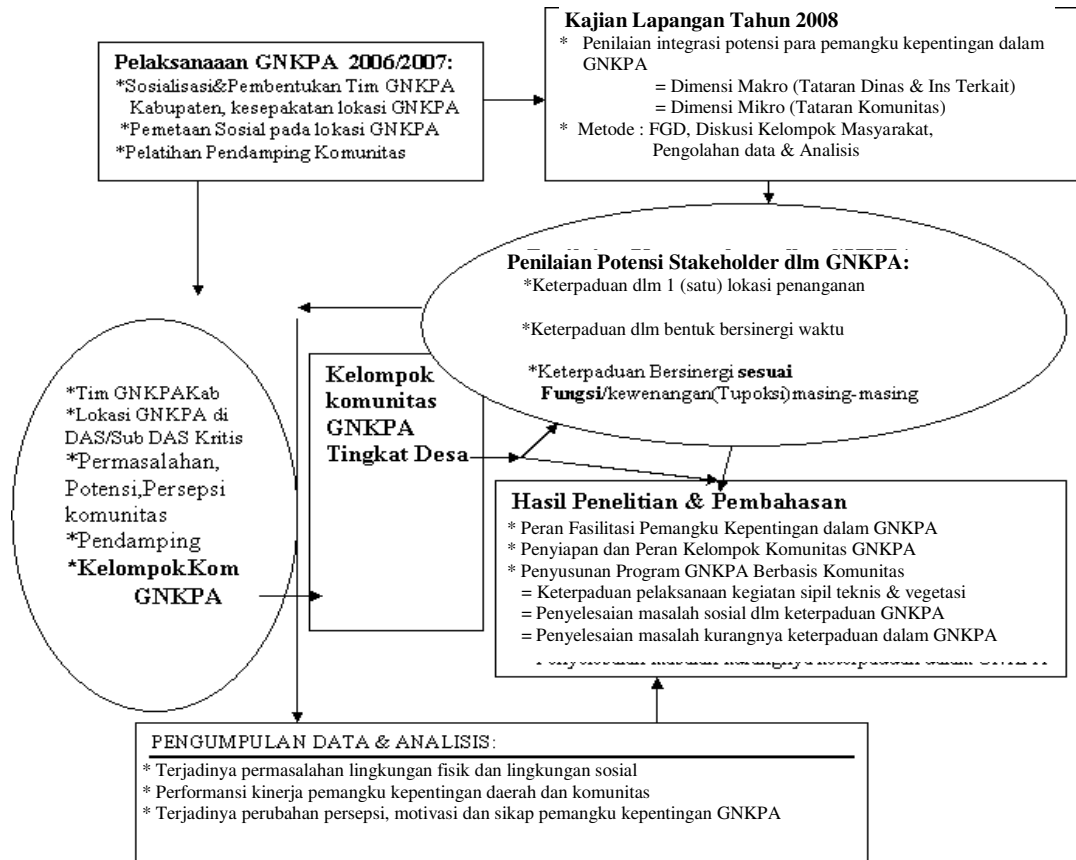 Pelaksanaaan GNKPA 2006/2007:
*Sosialisasi&Pembentukan Tim GNKPA
Kabupaten, kesepakatan lokasi GNKPA
*Pemetaan Sosial pada lokasi GNKPA
*Pelatihan Pendamping Komunitas
Kajian Lapangan Tahun 2008
* Penilaian integrasi potensi para pemangku kepentingan dalam
GNKPA
= Dimensi Makro (Tataran Dinas & Ins Terkait)
= Dimensi Mikro (Tataran Komunitas)
* Metode : FGD, Diskusi Kelompok Masyarakat,
Pengolahan data & Analisis
Penilaian Potensi Stakeholder dlm GNKPA:
*Keterpaduan dlm 1 (satu) lokasi penanganan
*Keterpaduan dlm bentuk bersinergi waktu
*Keterpaduan Bersinergi sesuai
Fungsi/kewenangan(Tupoksi)masing-masing
*Tim GNKPAKab
*Lokasi GNKPA di
DAS/Sub DAS Kritis
*Permasalahan,
Potensi,Persepsi
komunitas
*Pendamping
*KelompokKom
GNKPA
Kelompok
komunitas
GNKPA
Tingkat Desa
Hasil Penelitian & Pembahasan
* Peran Fasilitasi Pemangku Kepentingan dalam GNKPA
* Penyiapan dan Peran Kelompok Komunitas GNKPA
* Penyusunan Program GNKPA Berbasis Komunitas
= Keterpaduan pelaksanaan kegiatan sipil teknis & vegetasi
= Penyelesaian masalah sosial dlm keterpaduan GNKPA
= Penyelesaian masalah kurangnya keterpaduan dalam GNKPA
PENGUMPULAN DATA & ANALISIS:
* Terjadinya permasalahan lingkungan fisik dan lingkungan sosial
* Performansi kinerja pemangku kepentingan daerah dan komunitas
* Terjadinya perubahan persepsi, motivasi dan sikap pemangku kepentingan GNKPA